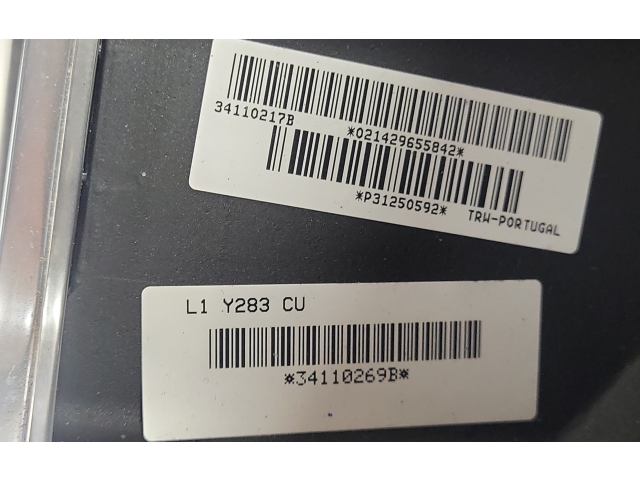 34110217B
*021429655842*
*P31250592*
TRW-PORTUGAL
L1 Y283 CU
*34110269B*